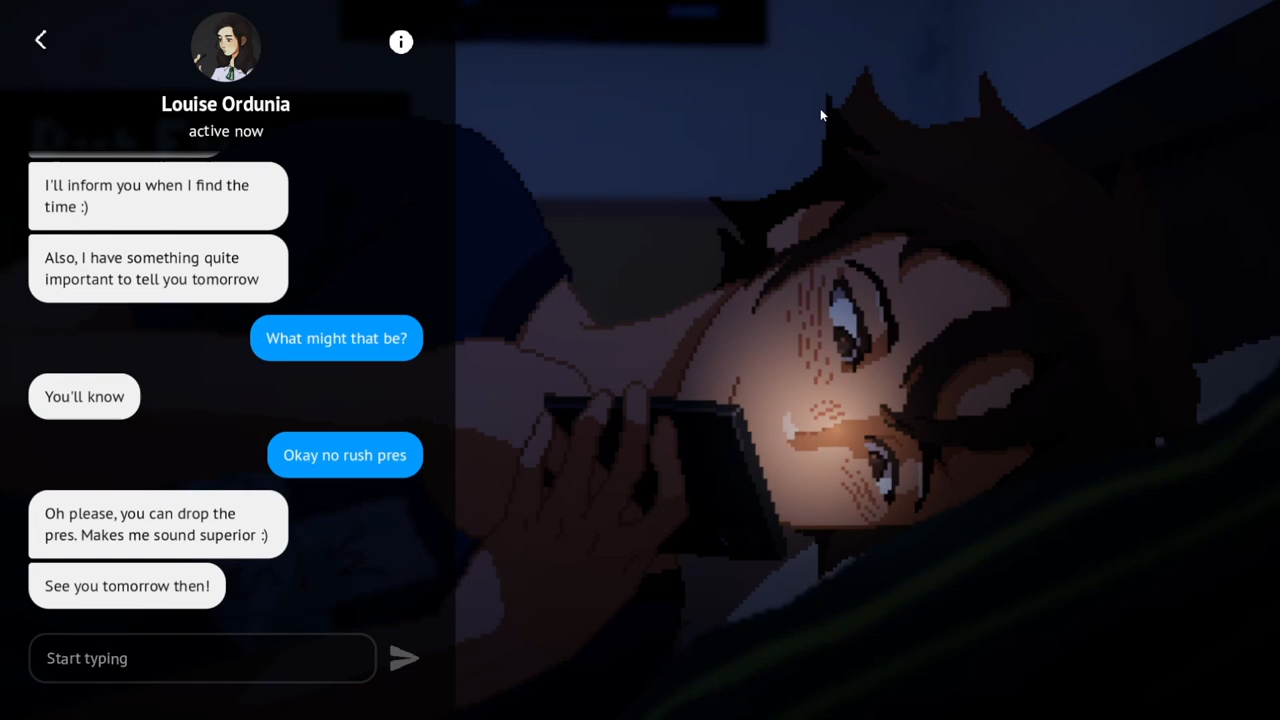 Louise Ordunia
active now
I'll inform you when I find the
time :)
Also, I have something quite
important to tell you tomorrow
What might that be?
You'll know
Okay no rush pres
Oh please, you can drop the
pres. Makes me sound superior :)
See you tomorrow then!
Start typing